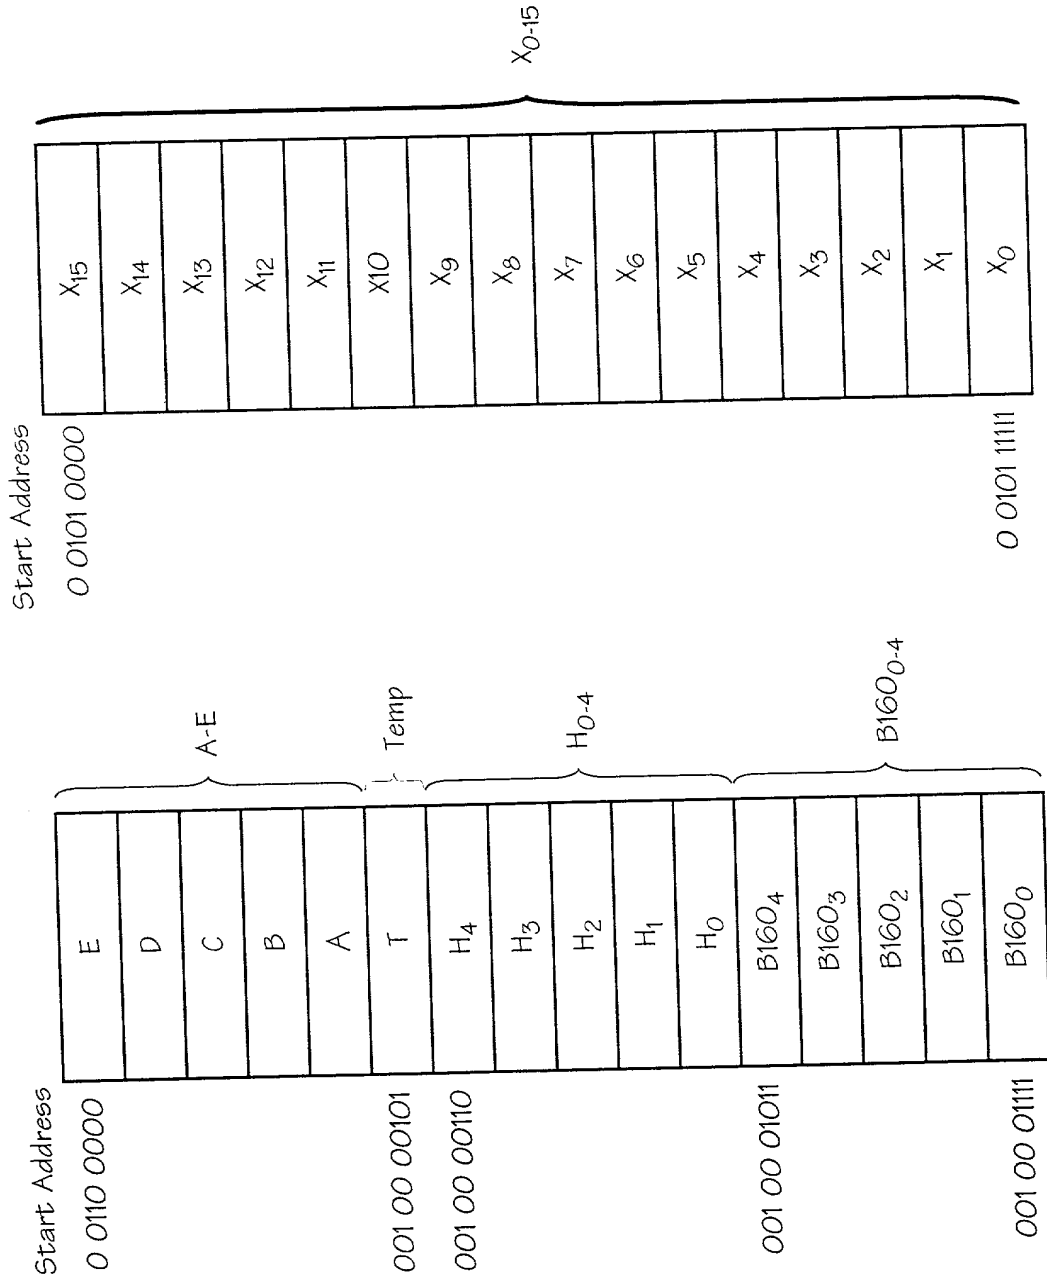 Start Address
0 0101 0000
X15
X14
X13
X12
X11
X10
X9
X8
X7
X6
X5
X4
X3
X2
X1
0 0101 11111
X0
X0-15
Start Address
0 0110 0000
E
D
C
B
A
A-E
001 00 00101
T
Temp
001 00 00110
H4
H3
H2
H1
H0
H0-4
001 00 01011
B1604
B1603
B1602
B1601
001 00 01111
B1600
B1600-4